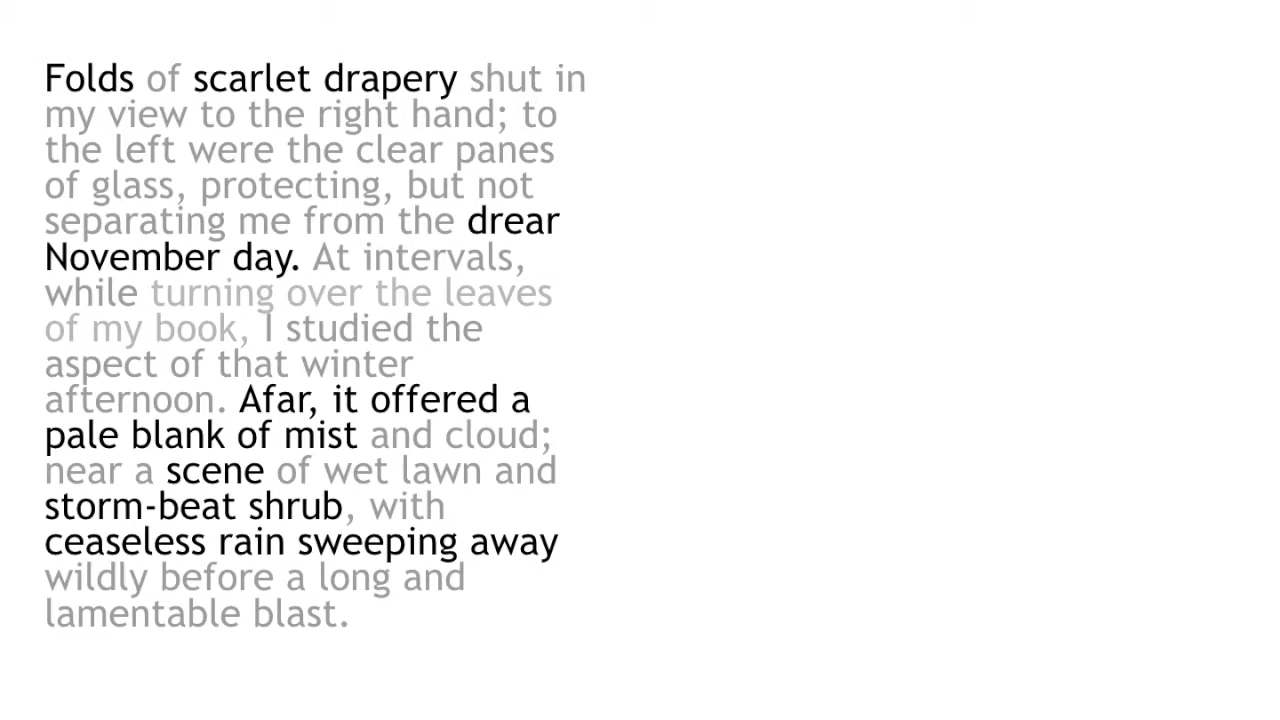 Folds of scarlet drapery shut in
my view to the right hand; to
the left were the clear panes
of glass, protecting, but not
separating me from the drear
November day. At intervals,
while turning over the leaves
of my book, I studied the
aspect of that winter
afternoon. Afar, it offered a
pale blank of mist and cloud;
near a scene of wet lawn and
storm-beat shrub, with
ceaseless rain sweeping away
wildly before a long and
lamentable blast.